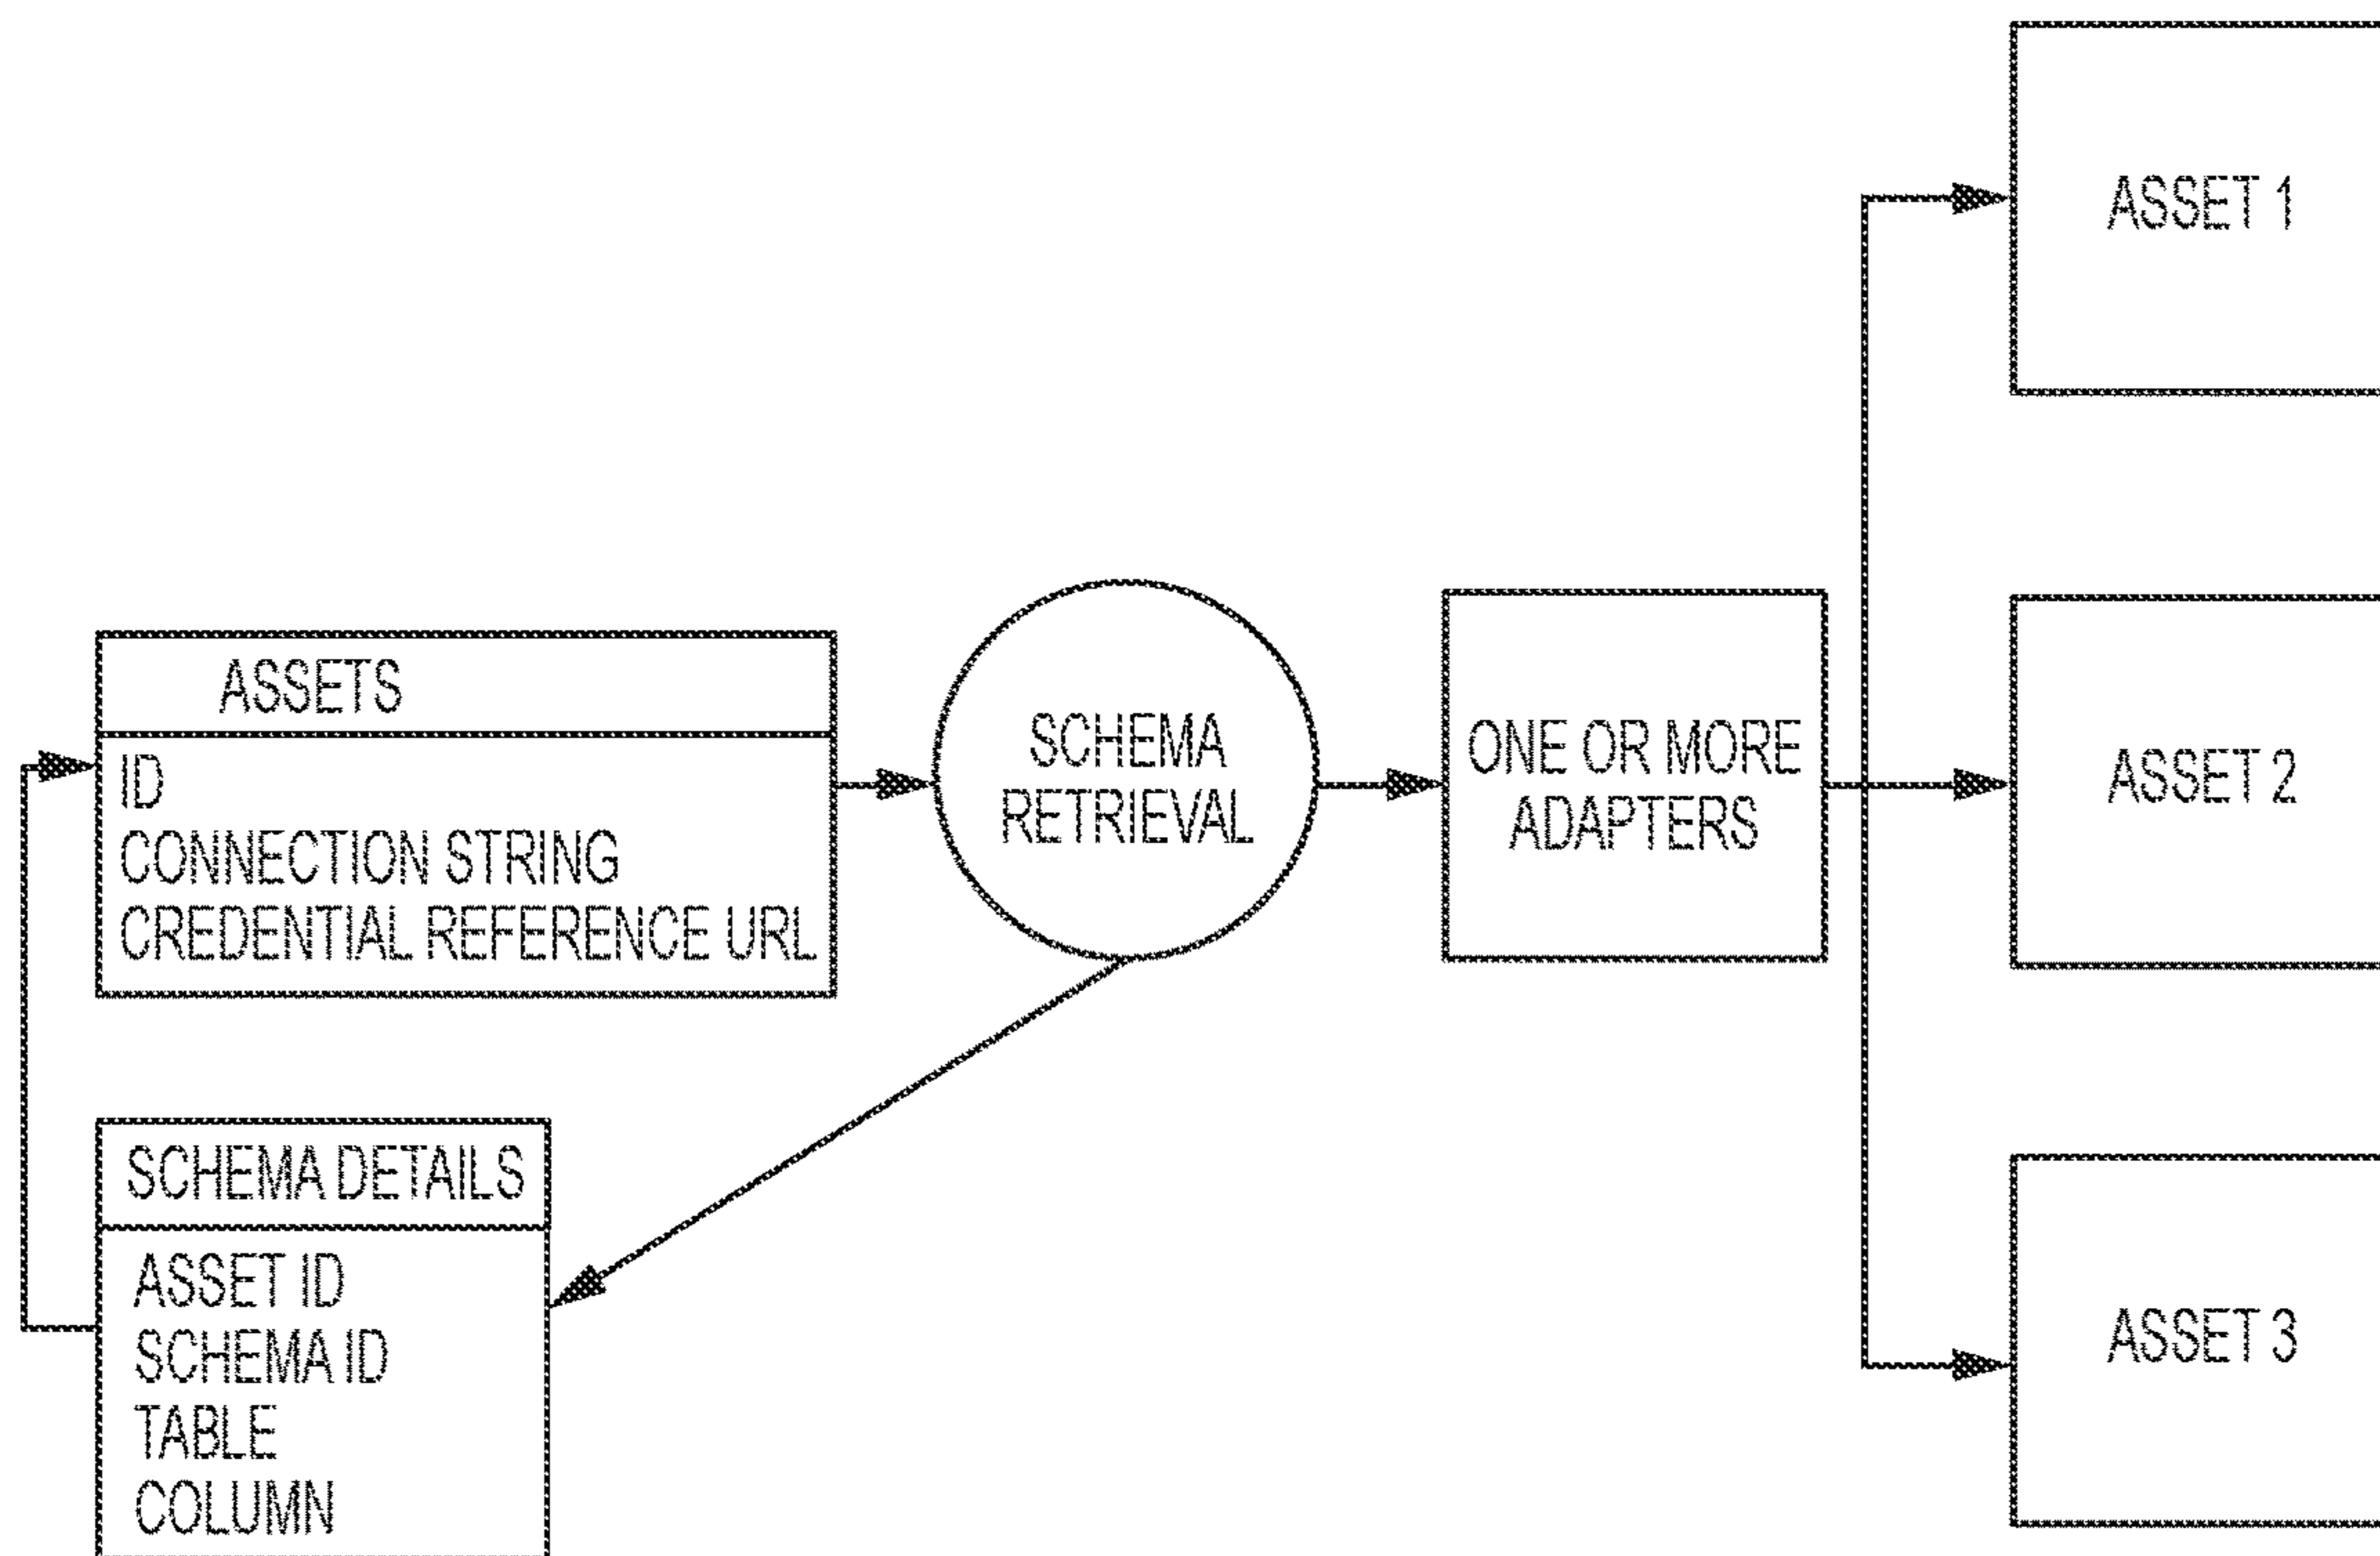 ASSETS
ID
CONNECTION STRING
CREDENTIAL REFERENCE URL
SCHEMA DETAILS
ASSET ID
SCHEMA ID
TABLE
COLUMN
SCHEMA
RETRIEVAL
ONE OR MORE
ADAPTERS
ASSET 1
ASSET 2
ASSET 3